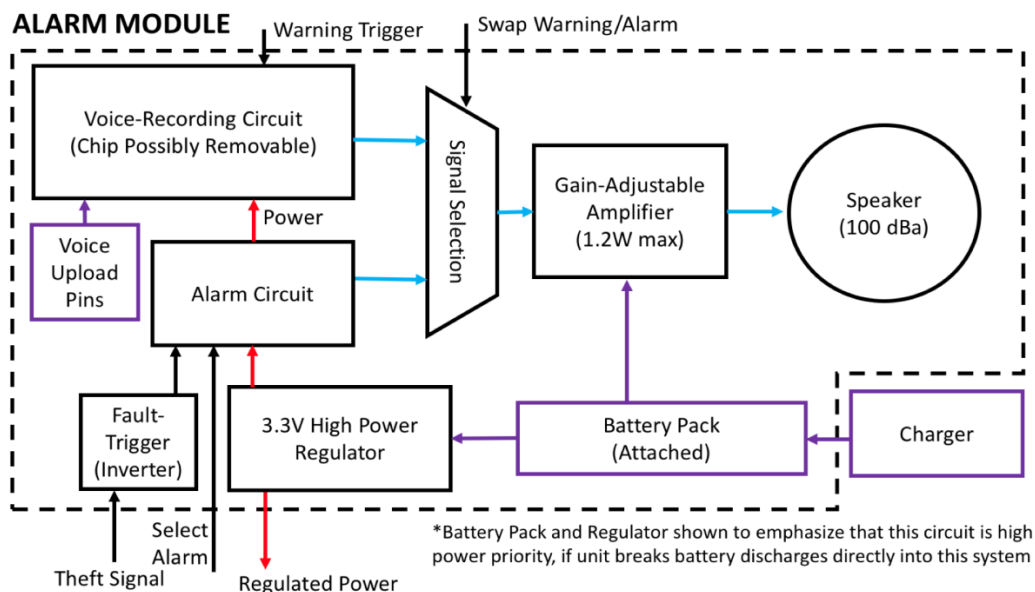 ALARM MODULE
Warning Trigger
Swap Warning/Alarm
Voice-Recording Circuit
(Chip Possibly Removable)
Signal Selection
Gain-Adjustable
Amplifier
(1.2W max)
Speaker
(100 dBa)
Power
Voice
Upload
Pins
Alarm Circuit
Fault-
Trigger
(Inverter)
3.3V High Power
Regulator
Battery Pack
(Attached)
Charger
Select
Alarm
Theft Signal
Regulated Power
*Battery Pack and Regulator shown to emphasize that this circuit is high
power priority, if unit breaks battery discharges directly into this system